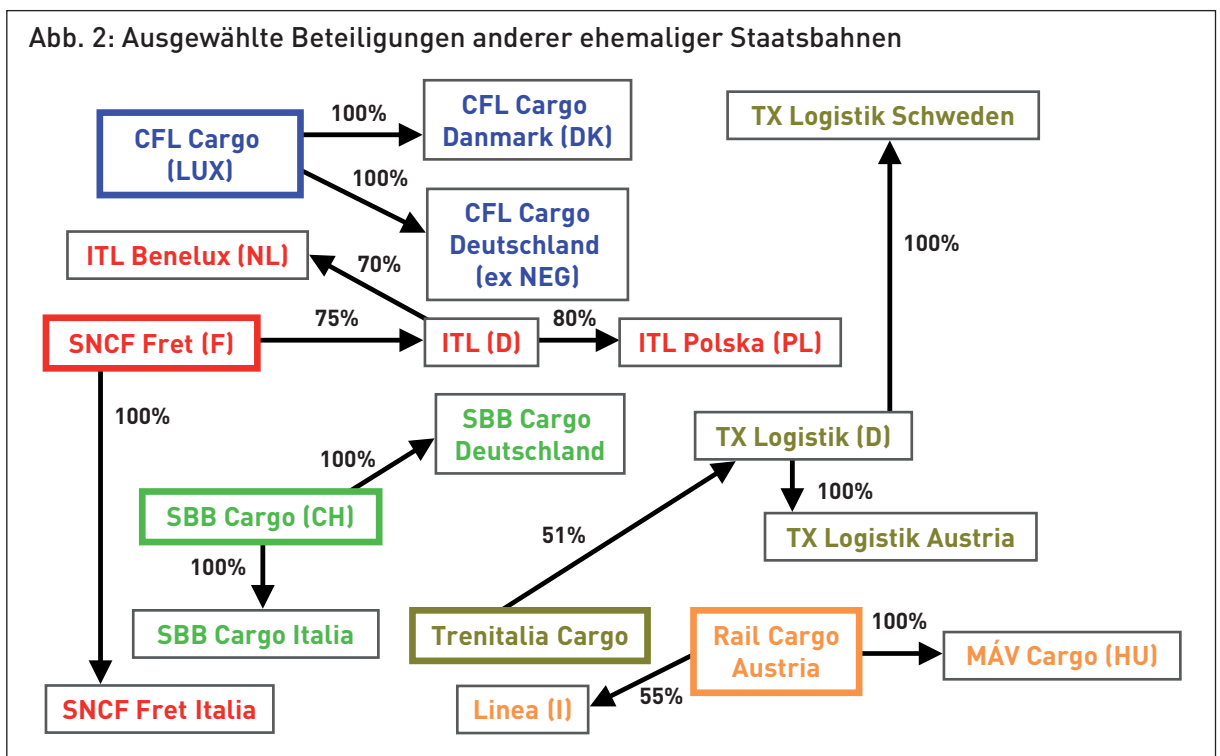 Abb. 2: Ausgewählte Beteiligungen anderer ehemaliger Staatsbahnen
CFL Cargo
(LUX)
100%
CFL Cargo
Danmark (DK)
100%
CFL Cargo
Deutschland
(ex NEG)
TX Logistik Schweden
100%
ITL Benelux (NL)
70%
SNCF Fret (F)
75%
ITL (D)
80%
ITL Polska (PL)
100%
SNCF Fret Italia
SBB Cargo
Deutschland
100%
SBB Cargo (CH)
100%
SBB Cargo Italia
TX Logistik (D)
100%
TX Logistik Austria
51%
Trenitalia Cargo
Rail Cargo
Austria
100%
MÁV Cargo (HU)
55%
Linea (I)